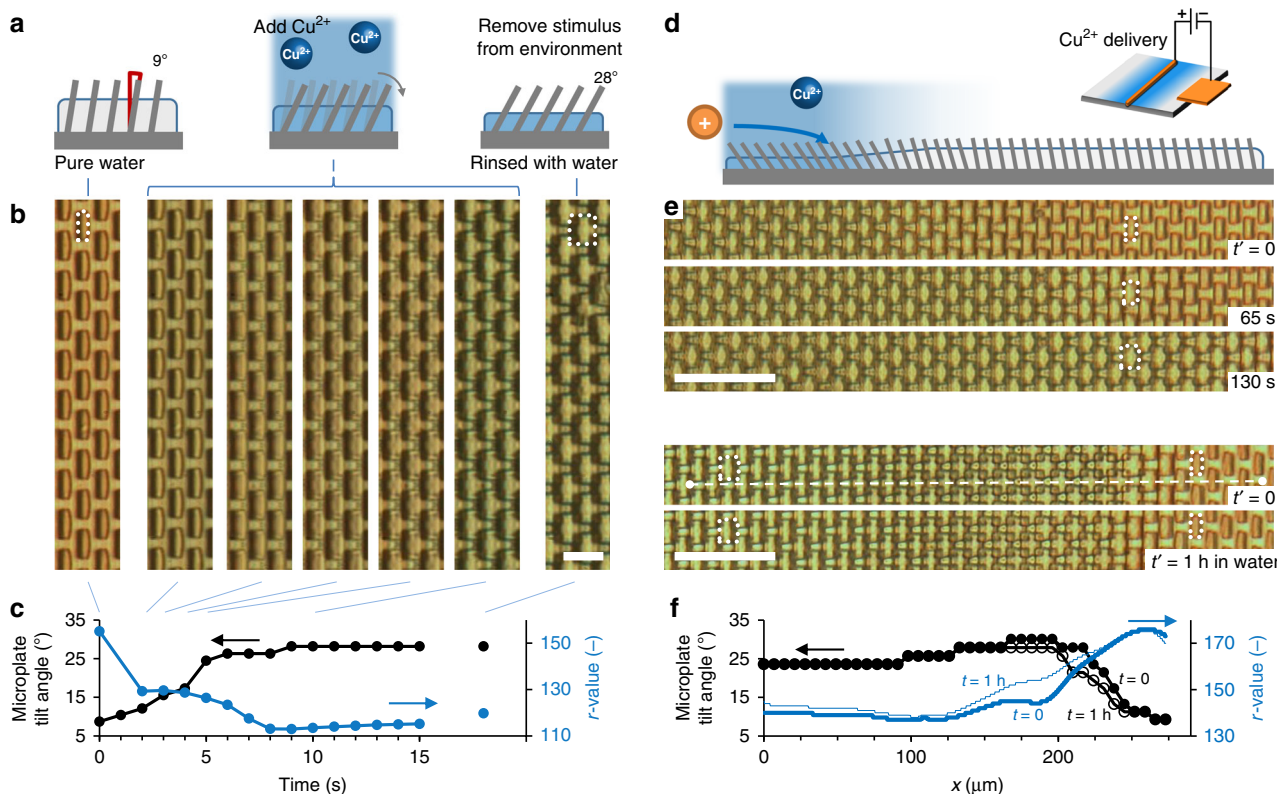 a
9°
Pure water
Add Cu²⁺
Cu²⁺
Cu²⁺
Remove stimulus
from environment
28°
Rinsed with water
b
c
Microplate
tilt angle (°)
35
25
15
5
150
130
110
r-value (–)
0
5
10
15
Time (s)
d
Cu²⁺ delivery
+
–
Cu²⁺
+
e
t′ = 0
65 s
130 s
t′ = 0
t′ = 1 h in water
f
Microplate
tilt angle (°)
35
25
15
5
t = 1 h
t = 0
t = 0
t = 1 h
170
150
130
r-value (–)
0
100
200
x (μm)